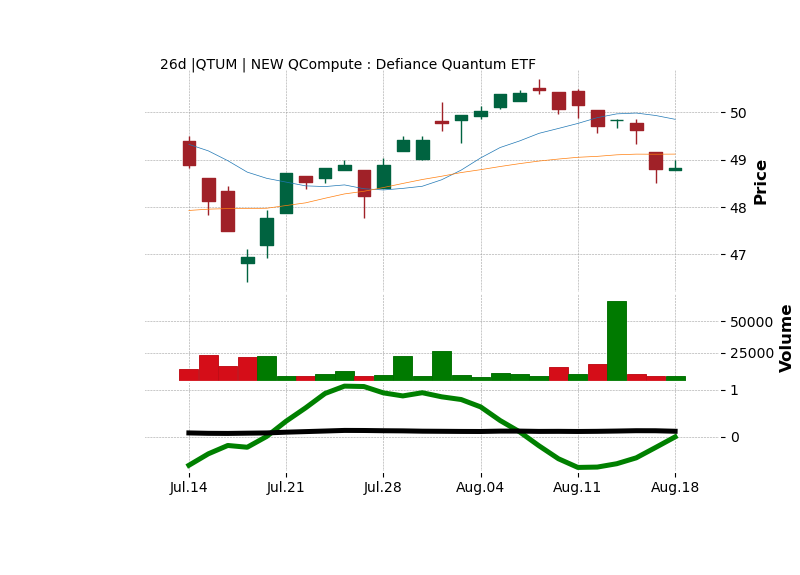 26d |QTUM | NEW QCompute : Defiance Quantum ETF
50
49
48
47
Price
50000
25000
Volume
1
0
Jul.14 Jul.21 Jul.28 Aug.04 Aug.11 Aug.18